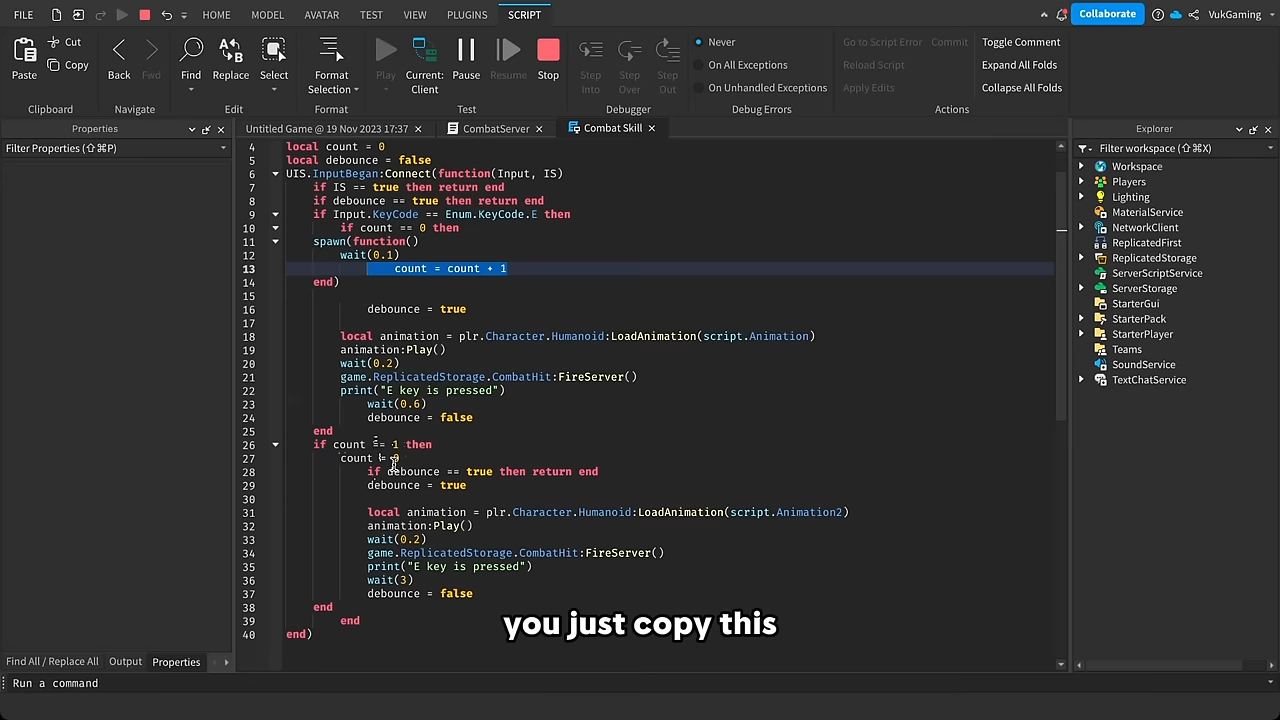 FILE HOME MODEL AVATAR TEST VIEW PLUGINS SCRIPT Collaborate VukGaming
Paste Cut Copy Back Fwd Find Replace Select Format Selection Play Current: Client Pause Resume Stop Step Into Step Over Step Out Never On All Exceptions On Unhandled Exceptions Go to Script Error Commit Reload Script Apply Edits Toggle Comment Expand All Folds Collapse All Folds
Clipboard Navigate Edit Format Test Debugger Debug Errors Actions
Properties
Filter Properties (⇧⌘P)
Untitled Game @ 19 Nov 2023 17:37 CombatServer Combat Skill
4 local count = 0
5 local debounce = false
6 UIS.InputBegan:Connect(function(Input, IS)
7 if IS == true then return end
8 if debounce == true then return end
9 if Input.KeyCode == Enum.KeyCode.E then
10 if count == 0 then
11 spawn(function()
12 wait(0.1)
13 count = count + 1
14 end)
15
16 debounce = true
17
18 local animation = plr.Character.Humanoid:LoadAnimation(script.Animation)
19 animation:Play()
20 wait(0.2)
21 game.ReplicatedStorage.CombatHit:FireServer()
22 print("E key is pressed")
23 wait(0.6)
24 debounce = false
25 end
26 if count == 1 then
27 count = 0
28 if debounce == true then return end
29 debounce = true
30
31 local animation = plr.Character.Humanoid:LoadAnimation(script.Animation2)
32 animation:Play()
33 wait(0.2)
34 game.ReplicatedStorage.CombatHit:FireServer()
35 print("E key is pressed")
36 wait(3)
37 debounce = false
38 end
39 end
40 end)
you just copy this
Explorer
Filter workspace (⇧⌘X)
Workspace
Players
Lighting
MaterialService
NetworkClient
ReplicatedFirst
ReplicatedStorage
ServerScriptService
ServerStorage
StarterGui
StarterPack
StarterPlayer
Teams
SoundService
TextChatService
Find All / Replace All Output Properties
Run a command